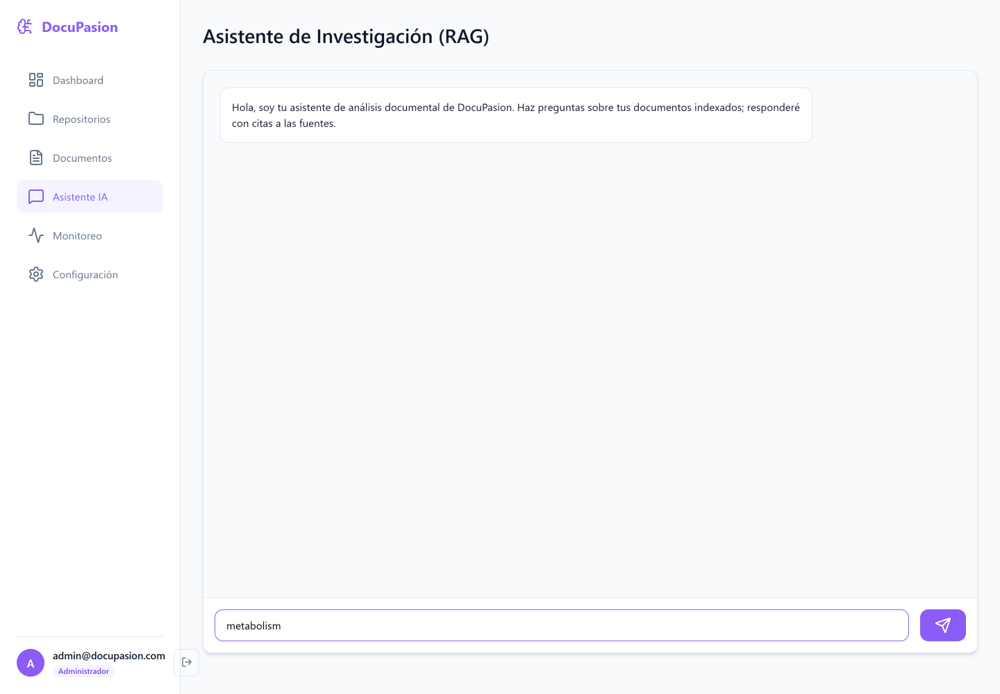 DocuPasion
Dashboard
Repositorios
Documentos
Asistente IA
Monitoreo
Configuración
A
admin@docupasion.com
Administrador
Asistente de Investigación (RAG)
Hola, soy tu asistente de análisis documental de DocuPasion. Haz preguntas sobre tus documentos indexados; responderé
con citas a las fuentes.
metabolism